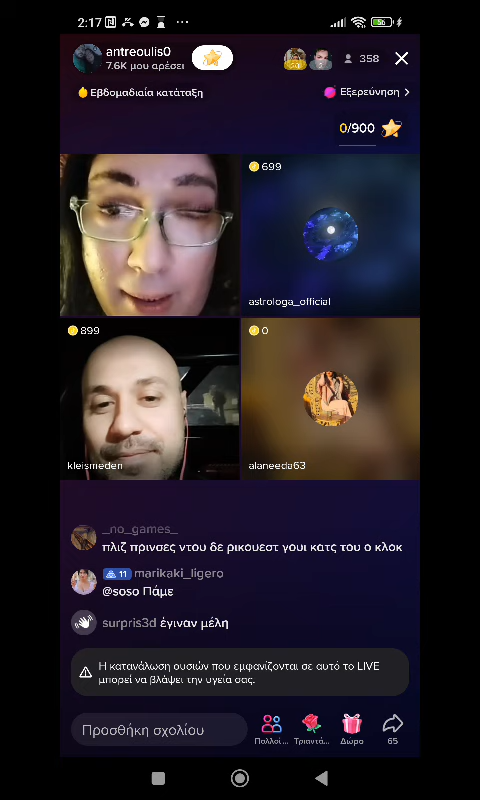 2:17
56
antreoulis0
7.6K μου αρέσει
358
Εβδομαδιαία κατάταξη
Εξερεύνηση
0/900
699
astrologa_official
899
kleismeden
0
alaneeda63
_no_games_
πλιζ πρινσες ντου δε ρικουεστ γουι κατς του ο κλοκ
11 marikaki_ligero
@soso Πάμε
surpris3d έγιναν μέλη
Η κατανάλωση ουσιών που εμφανίζονται σε αυτό το LIVE
μπορεί να βλάψει την υγεία σας.
Προσθήκη σχολίου
Πολλοί...
Τριαντά...
Δώρο
65